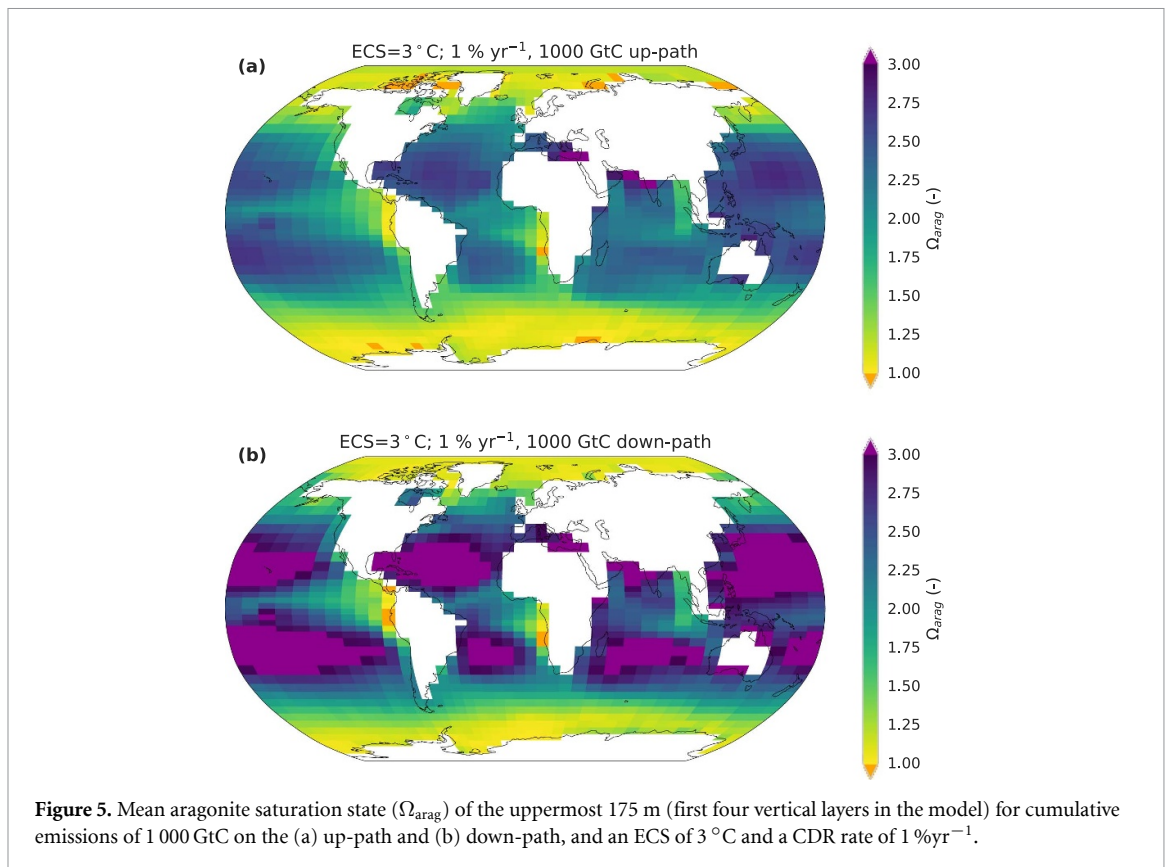 ECS=3°C; 1 % yr⁻¹, 1000 GtC up-path
(a)
3.00
2.75
2.50
2.25
2.00
1.75
1.50
1.25
1.00
Ωarag (-)
ECS=3°C; 1 % yr⁻¹, 1000 GtC down-path
(b)
3.00
2.75
2.50
2.25
2.00
1.75
1.50
1.25
1.00
Ωarag (-)
Figure 5. Mean aragonite saturation state (Ωarag) of the uppermost 175 m (first four vertical layers in the model) for cumulative
emissions of 1 000 GtC on the (a) up-path and (b) down-path, and an ECS of 3 °C and a CDR rate of 1 %yr⁻¹.